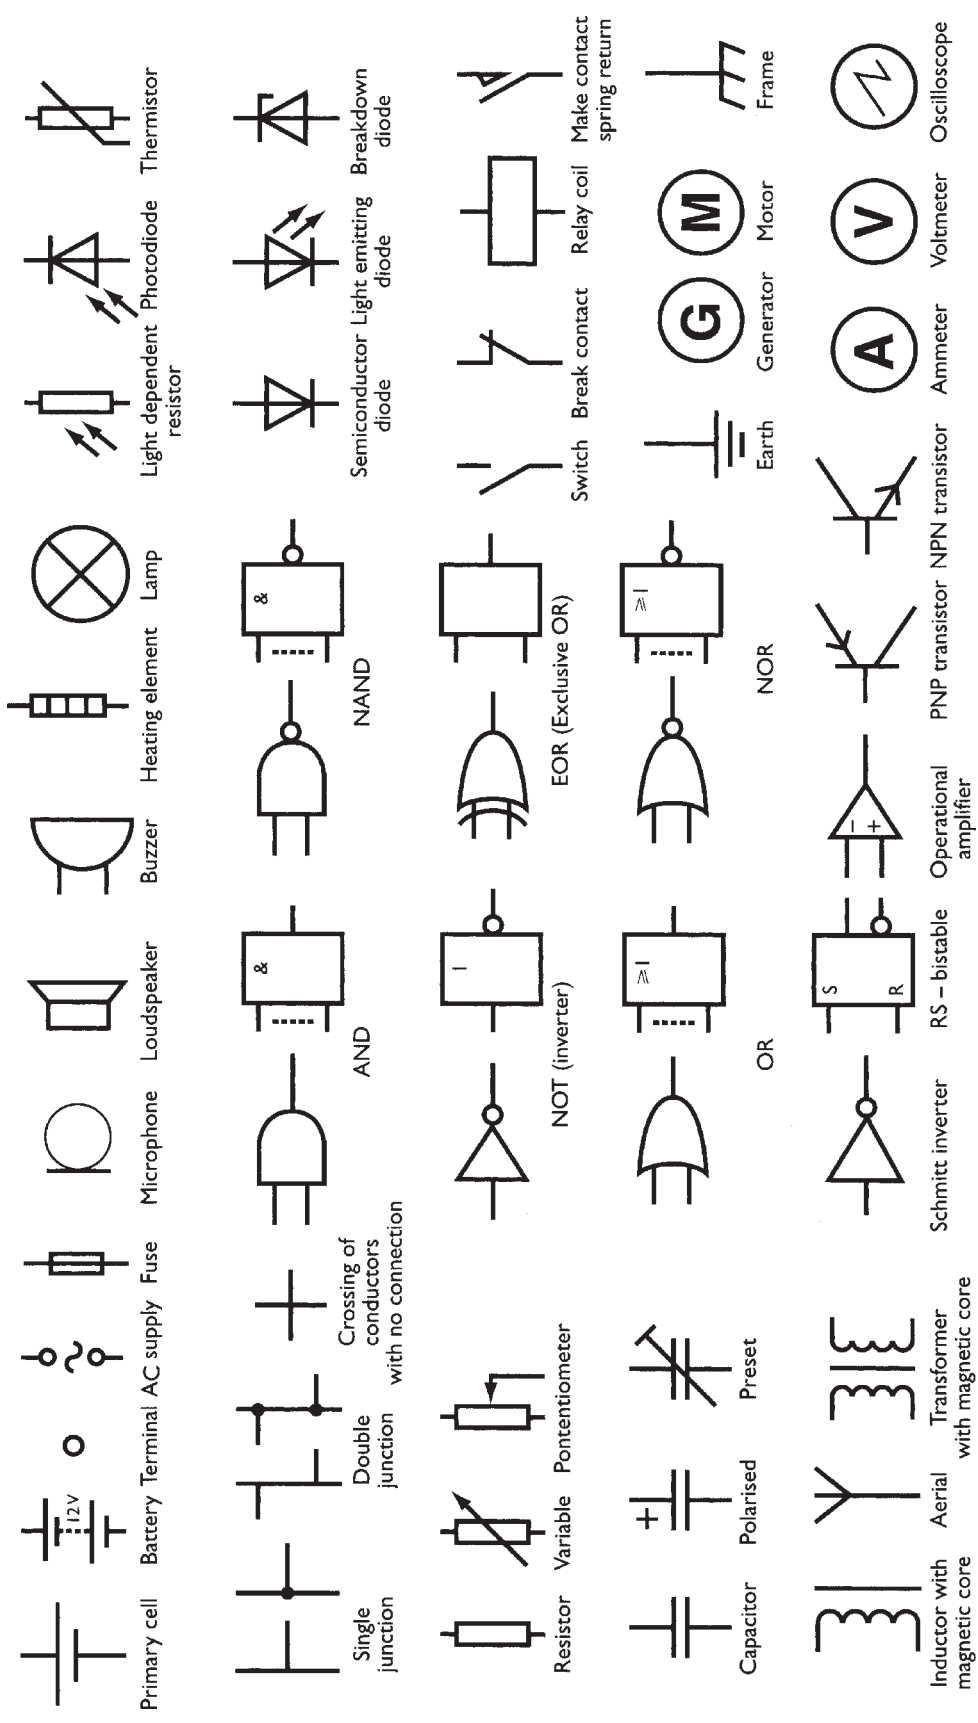 Primary cell
Battery
12V
Terminal
AC supply
Fuse
Microphone
Loudspeaker
Buzzer
Heating element
Lamp
Light dependent
resistor
Photodiode
Thermistor
Single
junction
Double
junction
Crossing of
conductors
with no connection
AND
&
NAND
&
Semiconductor
diode
Light emitting
diode
Breakdown
diode
Resistor
Variable
Pontentiometer
NOT (inverter)
1
EOR (Exclusive OR)
Switch
Break contact
Relay coil
Make contact
spring return
Capacitor
+
Polarised
Preset
OR
⩾1
NOR
⩾1
Earth
G
Generator
M
Motor
Frame
Inductor with
magnetic core
Aerial
Transformer
with magnetic core
Schmitt inverter
S
R
RS – bistable
–
+
Operational
amplifier
PNP transistor
NPN transistor
A
Ammeter
V
Voltmeter
Oscilloscope